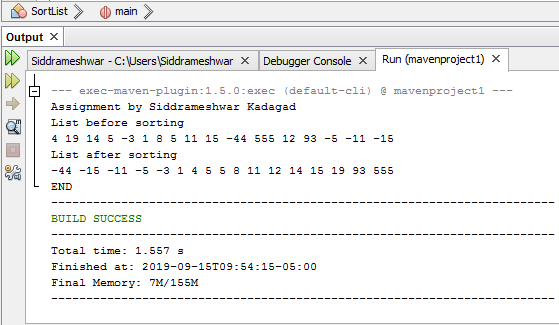 SortList main
Output ×
Siddrameshwar - C:\Users\Siddrameshwar × Debugger Console × Run (mavenproject1) ×
--- exec-maven-plugin:1.5.0:exec (default-cli) @ mavenproject1 ---
Assignment by Siddrameshwar Kadagad
List before sorting
4 19 14 5 -3 1 8 5 11 15 -44 555 12 93 -5 -11 -15
List after sorting
-44 -15 -11 -5 -3 1 4 5 5 8 11 12 14 15 19 93 555
END
------------------------------------------------------------------------
BUILD SUCCESS
------------------------------------------------------------------------
Total time: 1.557 s
Finished at: 2019-09-15T09:54:15-05:00
Final Memory: 7M/155M
------------------------------------------------------------------------